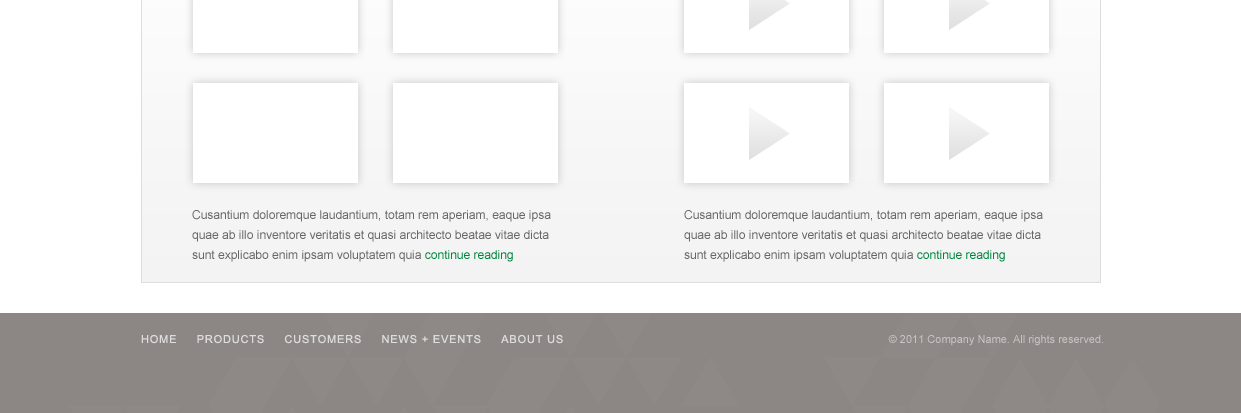 Cusantium doloremque laudantium, totam rem aperiam, eaque ipsa
quae ab illo inventore veritatis et quasi architecto beatae vitae dicta
sunt explicabo enim ipsam voluptatem quia continue reading
Cusantium doloremque laudantium, totam rem aperiam, eaque ipsa
quae ab illo inventore veritatis et quasi architecto beatae vitae dicta
sunt explicabo enim ipsam voluptatem quia continue reading
HOME PRODUCTS CUSTOMERS NEWS + EVENTS ABOUT US
© 2011 Company Name. All rights reserved.